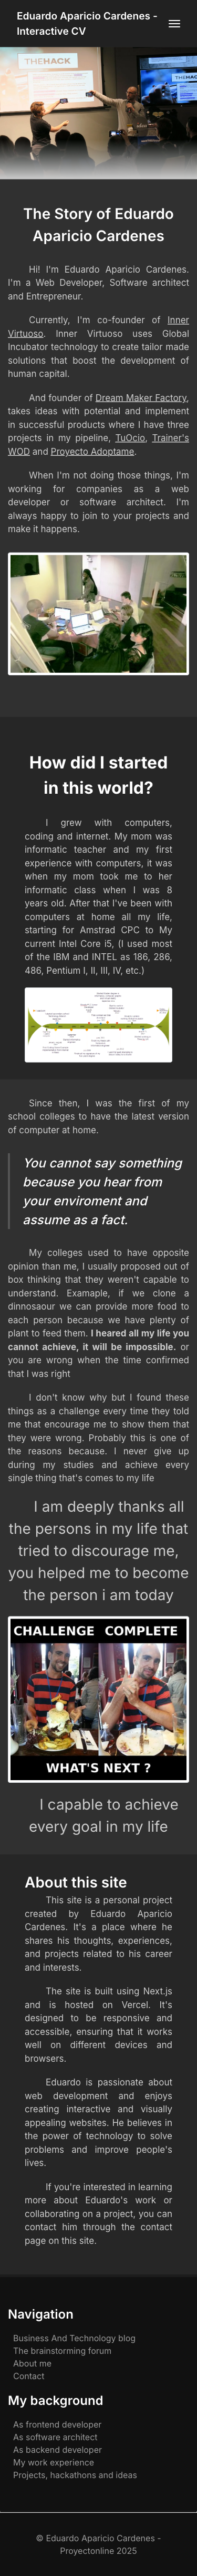 Eduardo Aparicio Cardenes -
Interactive CV
THEHACK
THEHACK
The Story of Eduardo
Aparicio Cardenes
Hi! I'm Eduardo Aparicio Cardenes.
I'm a Web Developer, Software architect
and Entrepreneur.
Currently, I'm co-founder of Inner
Virtuoso. Inner Virtuoso uses Global
Incubator technology to create tailor made
solutions that boost the development of
human capital.
And founder of Dream Maker Factory,
takes ideas with potential and implement
in successful products where I have three
projects in my pipeline, TuOcio, Trainer's
WOD and Proyecto Adoptame.
When I'm not doing those things, I'm
working for companies as a web
developer or software architect. I'm
always happy to join to your projects and
make it happens.
How did I started
in this world?
I grew with computers,
coding and internet. My mom was
informatic teacher and my first
experience with computers, it was
when my mom took me to her
informatic class when I was 8
years old. After that I've been with
computers at home all my life,
starting for Amstrad CPC to My
current Intel Core i5, (I used most
of the IBM and INTEL as 186, 286,
486, Pentium I, II, III, IV, etc.)
Since then, I was the first of my
school colleges to have the latest version
of computer at home.
You cannot say something
because you hear from
your enviroment and
assume as a fact.
My colleges used to have opposite
opinion than me, I usually proposed out of
box thinking that they weren't capable to
understand. Examaple, if we clone a
dinnosaour we can provide more food to
each person because we have plenty of
plant to feed them. I heared all my life you
cannot achieve, it will be impossible. or
you are wrong when the time confirmed
that I was right
I don't know why but I found these
things as a challenge every time they told
me that encourage me to show them that
they were wrong. Probably this is one of
the reasons because. I never give up
during my studies and achieve every
single thing that's comes to my life
I am deeply thanks all
the persons in my life that
tried to discourage me,
you helped me to become
the person i am today
CHALLENGE COMPLETE
WHAT'S NEXT ?
I capable to achieve
every goal in my life
About this site
This site is a personal project
created by Eduardo Aparicio
Cardenes. It's a place where he
shares his thoughts, experiences,
and projects related to his career
and interests.
The site is built using Next.js
and is hosted on Vercel. It's
designed to be responsive and
accessible, ensuring that it works
well on different devices and
browsers.
Eduardo is passionate about
web development and enjoys
creating interactive and visually
appealing websites. He believes in
the power of technology to solve
problems and improve people's
lives.
If you're interested in learning
more about Eduardo's work or
collaborating on a project, you can
contact him through the contact
page on this site.
Navigation
Business And Technology blog
The brainstorming forum
About me
Contact
My background
As frontend developer
As software architect
As backend developer
My work experience
Projects, hackathons and ideas
© Eduardo Aparicio Cardenes -
Proyectonline 2025